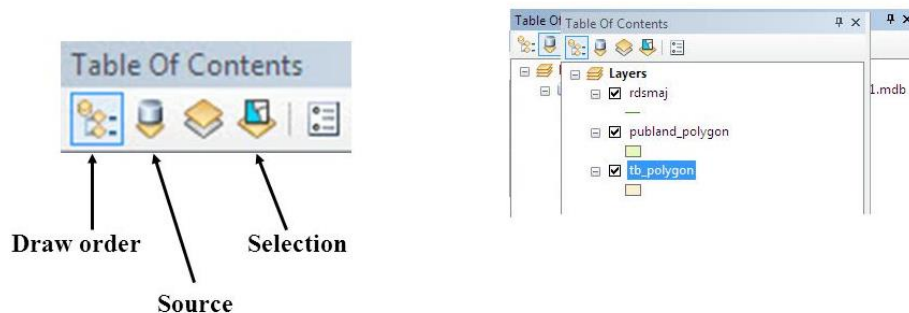 Table Of Contents
Draw order
Selection
Source
Table Of Contents
Layers
rdsmaj
1.mdb
publand_polygon
tb_polygon